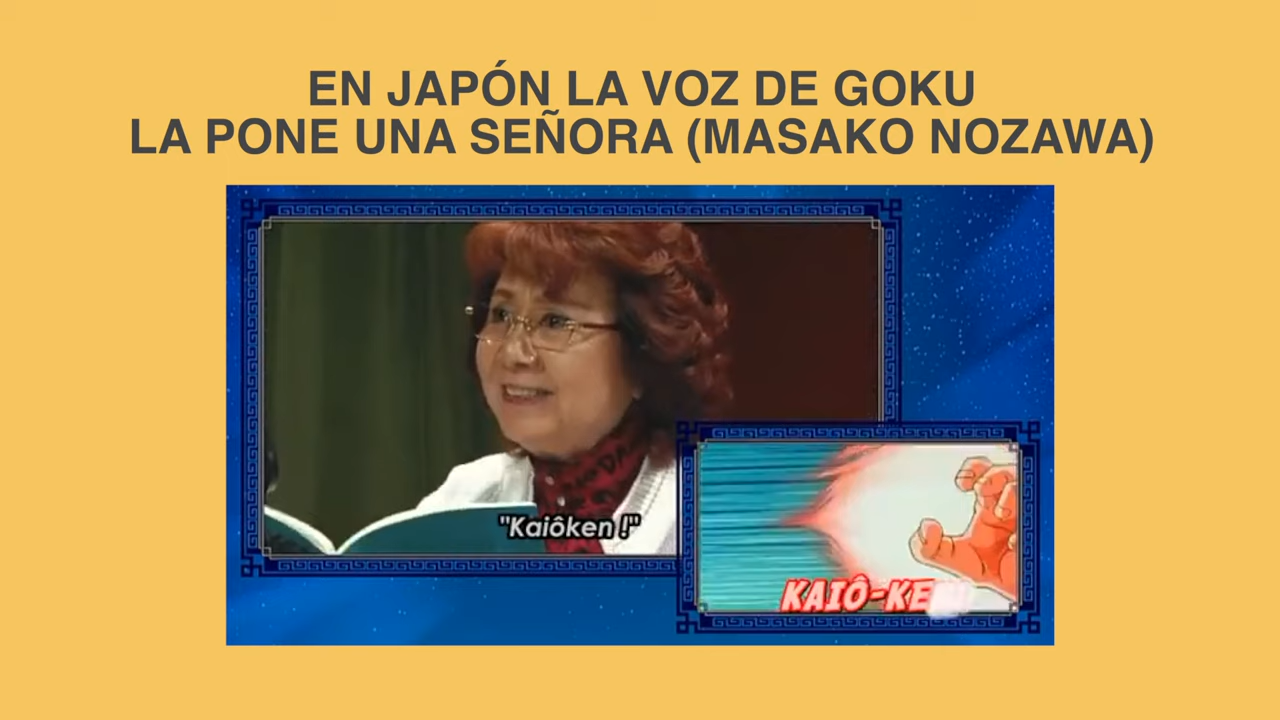 EN JAPÓN LA VOZ DE GOKU
LA PONE UNA SEÑORA (MASAKO NOZAWA)
"Kaiôken !"
KAIÔ-KE